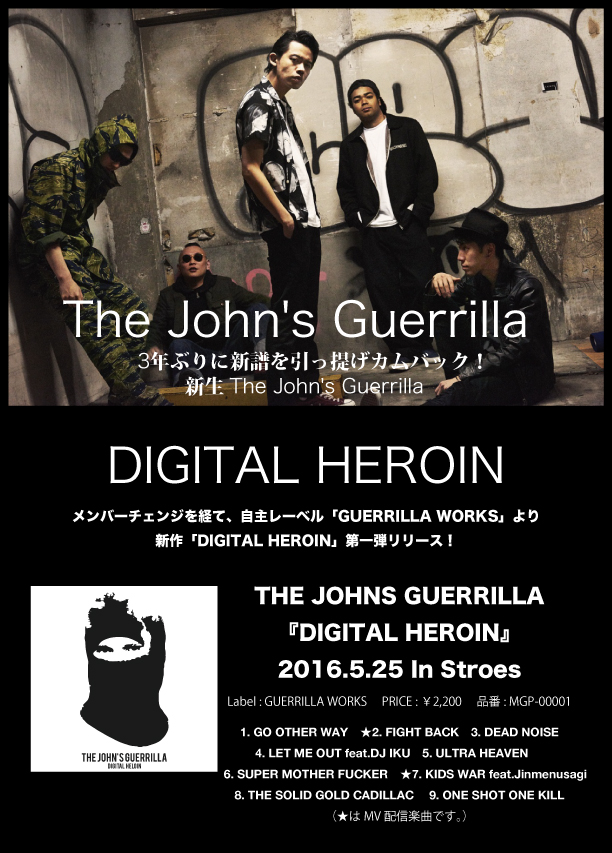 The John's Guerrilla
3年ぶりに新譜を引っ提げカムバック！
新生 The John's Guerrilla
DIGITAL HEROIN
メンバーチェンジを経て、自主レーベル「GUERRILLA WORKS」より
新作「DIGITAL HEROIN」第一弾リリース！
THE JOHN'S GUERRILLA
DIGITAL HELOIN
THE JOHNS GUERRILLA
『DIGITAL HEROIN』
2016.5.25 In Stroes
Label : GUERRILLA WORKS PRICE : ￥2,200 品番 : MGP-00001
1. GO OTHER WAY ★2. FIGHT BACK 3. DEAD NOISE
4. LET ME OUT feat.DJ IKU 5. ULTRA HEAVEN
6. SUPER MOTHER FUCKER ★7. KIDS WAR feat.Jinmenusagi
8. THE SOLID GOLD CADILLAC 9. ONE SHOT ONE KILL
（★は MV 配信楽曲です。）